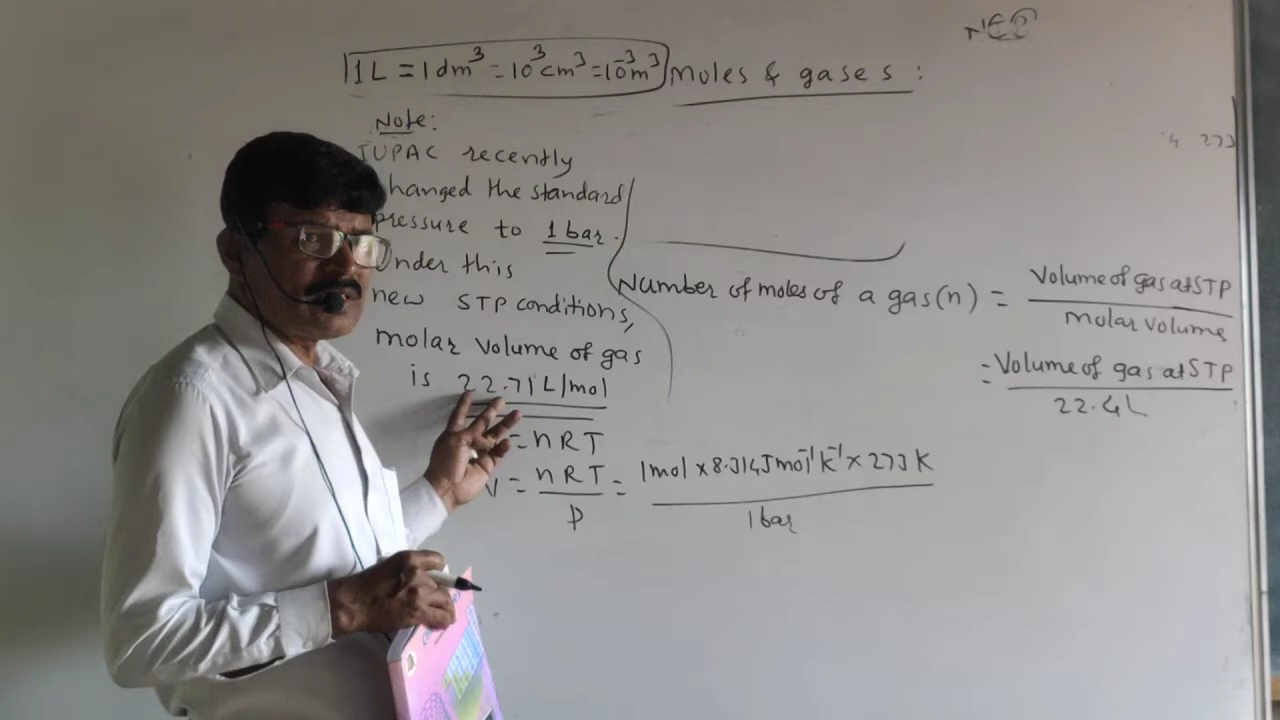 1L = 1dm³ = 10³cm³ = 10⁻³m³ Moles & gases :
Note:
IUPAC recently
changed the standard
pressure to 1 bar.
Under this
new STP conditions,
molar volume of gas
is 22.71 L/mol
= nRT
V = nRT / P = 1mol × 8.314 J mol⁻¹ K⁻¹ × 273 K / 1 bar
Number of moles of a gas(n) = Volume of gas at STP / molar volume
= Volume of gas at STP / 22.4L
4 273